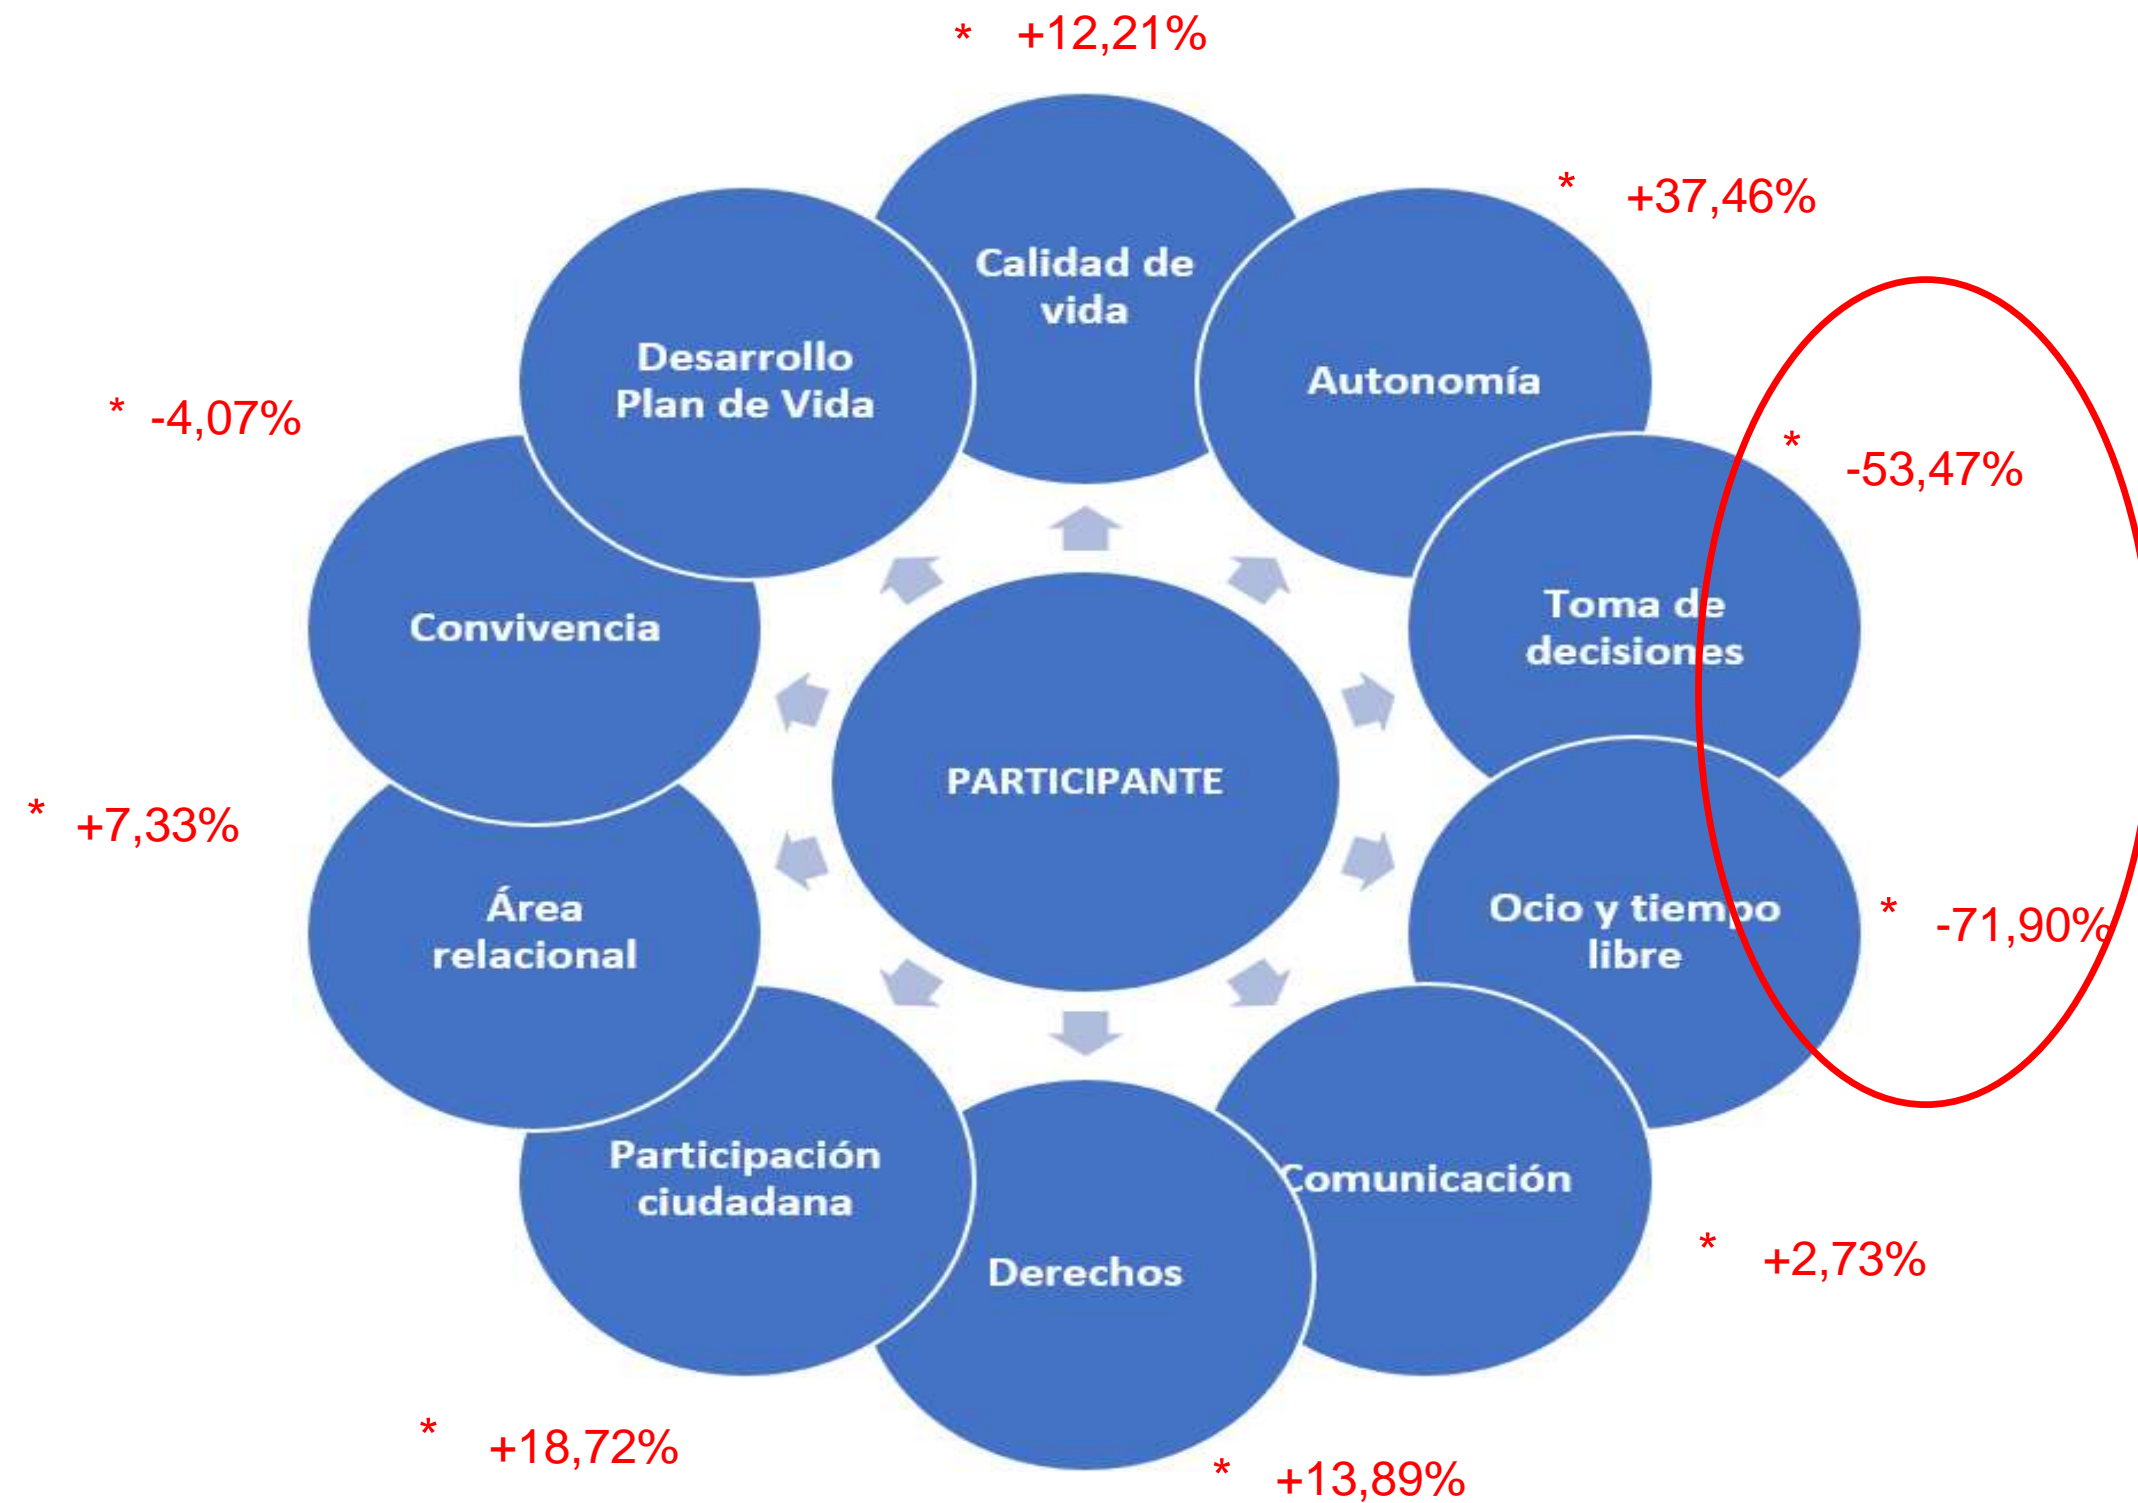 * +12,21%
* +37,46%
Calidad de
vida
Desarrollo
Plan de Vida
Autonomía
* -4,07%
* -53,47%
Convivencia
Toma de
decisiones
PARTICIPANTE
* +7,33%
Área
relacional
Ocio y tiempo
libre
* -71,90%
Participación
ciudadana
Comunicación
Derechos
* +2,73%
* +18,72%
* +13,89%